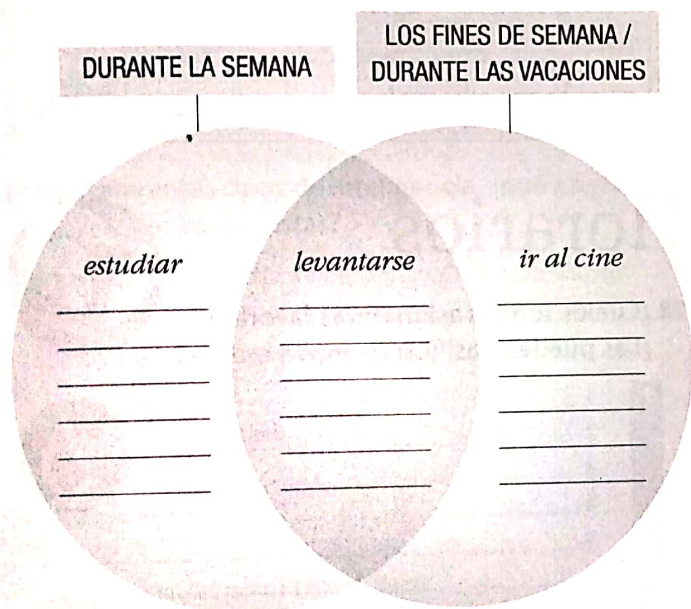 DURANTE LA SEMANA
LOS FINES DE SEMANA /
DURANTE LAS VACACIONES
estudiar
levantarse
ir al cine